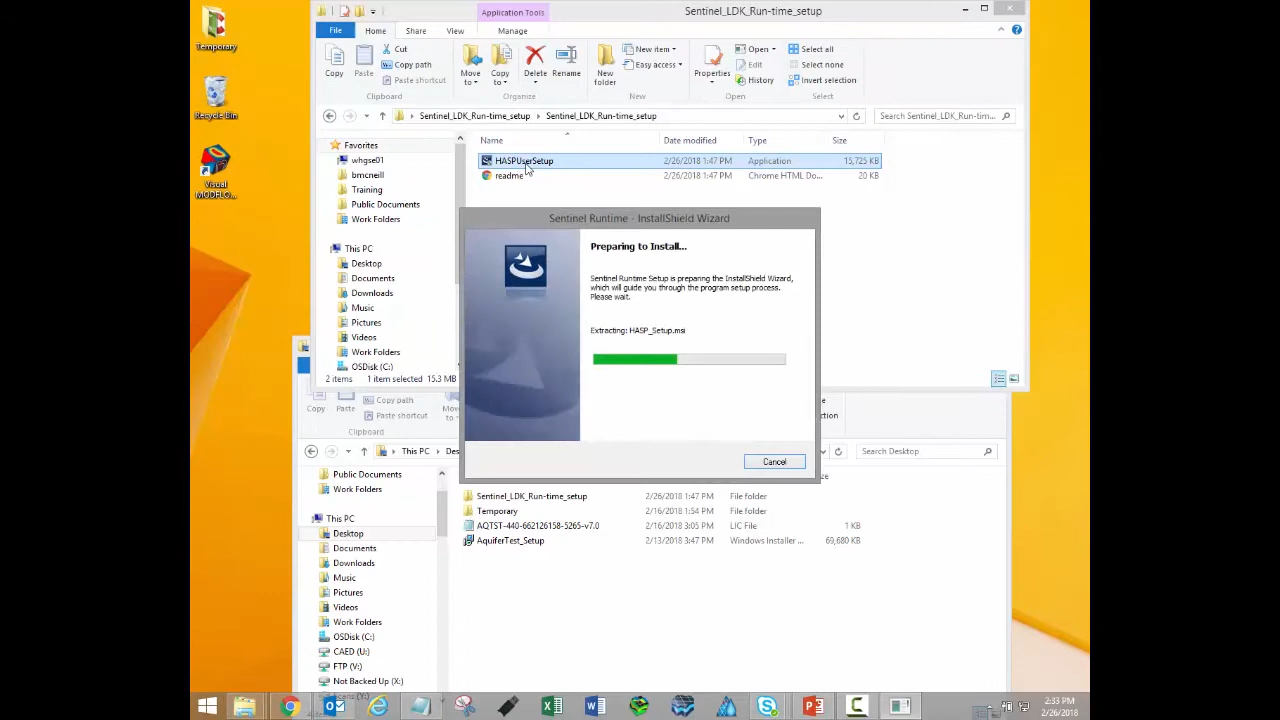 Temporary
Recycle Bin
Visual
MODFLO...
Application Tools
Sentinel_LDK_Run-time_setup
File
Home
Share
View
Manage
Copy
Paste
Cut
Copy path
Paste shortcut
Clipboard
Move
to
Copy
to
Delete
Rename
Organize
New
folder
New item
Easy access
New
Properties
Open
Edit
History
Open
Select all
Select none
Invert selection
Select
Sentinel_LDK_Run-time_setup
Sentinel_LDK_Run-time_setup
Search Sentinel_LDK_Run-tim...
Favorites
whgse01
bmcneill
Training
Public Documents
Work Folders
This PC
Desktop
Documents
Downloads
Music
Pictures
Videos
Work Folders
OSDisk (C:)
Name
Date modified
Type
Size
HASPUserSetup
2/26/2018 1:47 PM
Application
15,725 KB
readme
2/26/2018 1:47 PM
Chrome HTML Do...
20 KB
2 items
1 item selected
15.3 MB
Sentinel Runtime - InstallShield Wizard
Preparing to Install...
Sentinel Runtime Setup is preparing the InstallShield Wizard,
which will guide you through the program setup process.
Please wait.
Extracting: HASP_Setup.msi
Cancel
Copy
Paste
Copy path
Paste shortcut
Clipboard
This PC
Search Desktop
Public Documents
Work Folders
This PC
Desktop
Documents
Downloads
Music
Pictures
Videos
Work Folders
OSDisk (C:)
CAED (U:)
FTP (V:)
Not Backed Up (X:)
Sentinel_LDK_Run-time_setup
2/26/2018 1:47 PM
File folder
Temporary
2/16/2018 1:54 PM
File folder
AQTST-440-662126158-5265-v7.0
2/16/2018 3:05 PM
LIC File
1 KB
AquiferTest_Setup
2/13/2018 3:47 PM
Windows Installer ...
69,680 KB
2:33 PM
2/26/2018